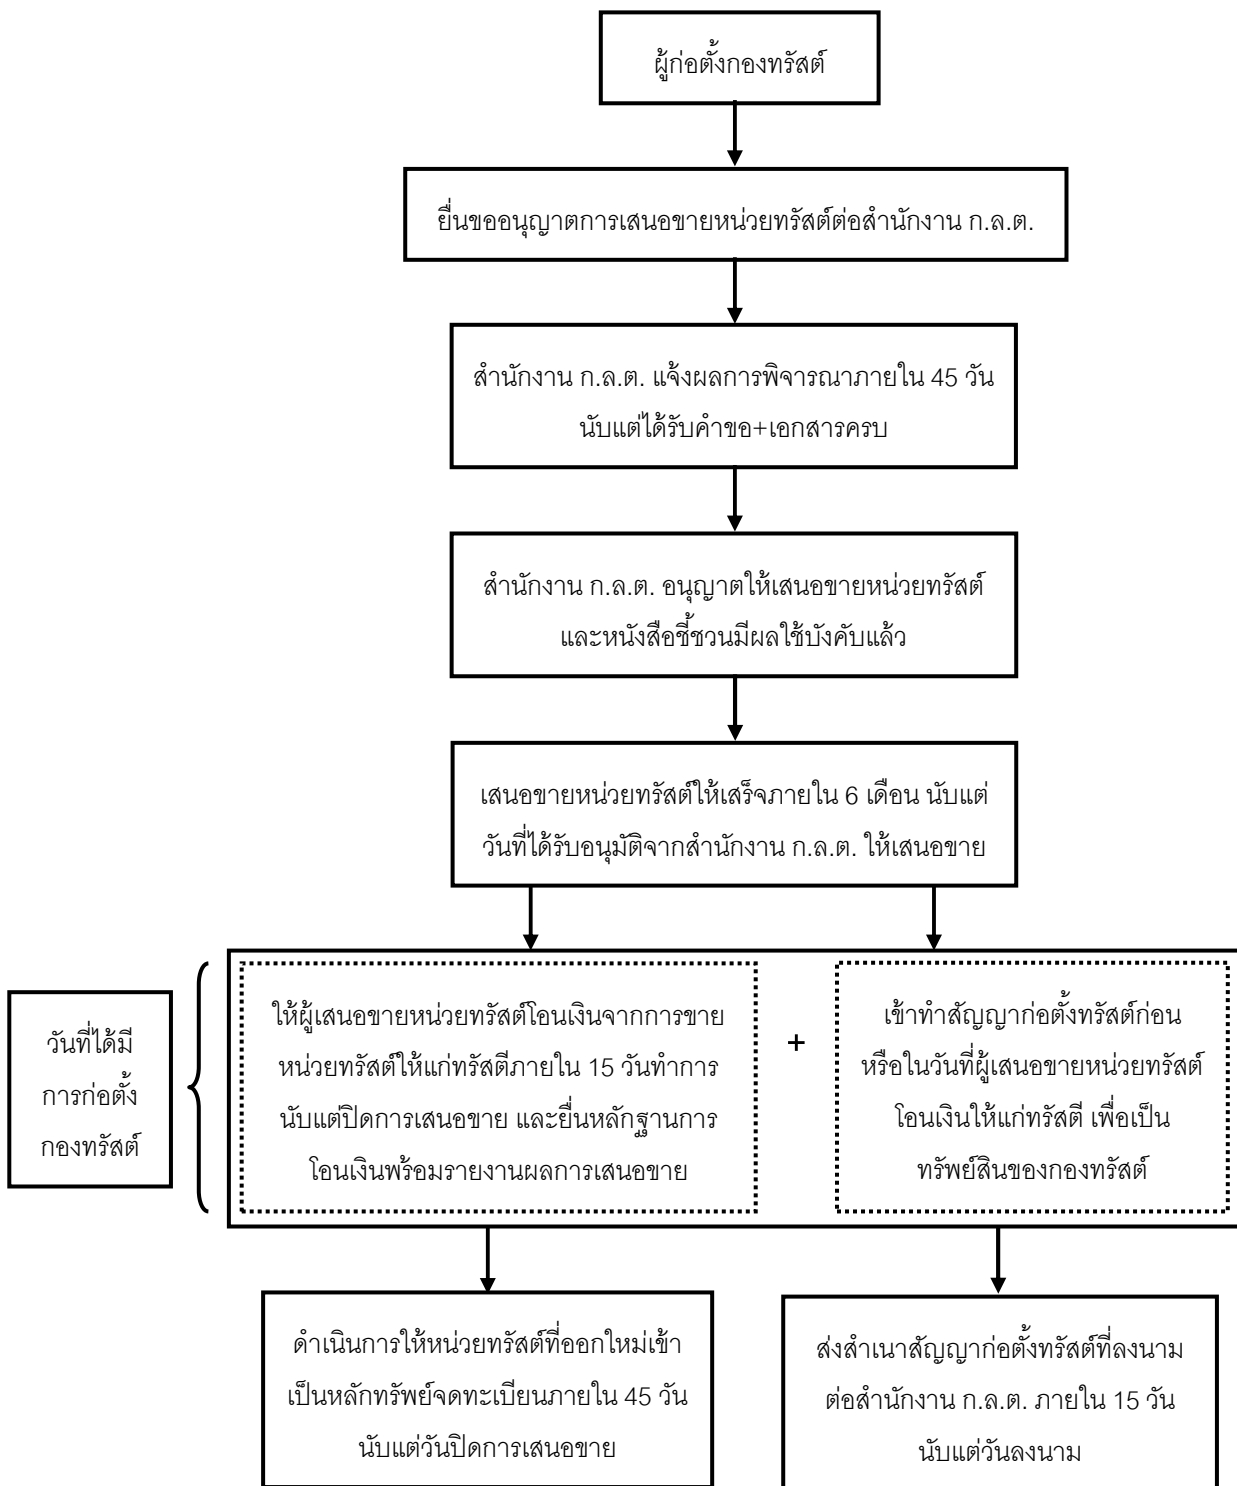 ผู้ก่อตั้งกองทรัสต์
ยื่นขออนุญาตการเสนอขายหน่วยทรัสต์ต่อสำนักงาน ก.ล.ต.
สำนักงาน ก.ล.ต. แจ้งผลการพิจารณาภายใน 45 วัน
นับแต่ได้รับคำขอ+เอกสารครบ
สำนักงาน ก.ล.ต. อนุญาตให้เสนอขายหน่วยทรัสต์
และหนังสือชี้ชวนมีผลใช้บังคับแล้ว
เสนอขายหน่วยทรัสต์ให้เสร็จภายใน 6 เดือน นับแต่
วันที่ได้รับอนุมัติจากสำนักงาน ก.ล.ต. ให้เสนอขาย
วันที่ได้มี
การก่อตั้ง
กองทรัสต์
ให้ผู้เสนอขายหน่วยทรัสต์โอนเงินจากการขาย
หน่วยทรัสต์ให้แก่ทรัสตีภายใน 15 วันทำการ
นับแต่ปิดการเสนอขาย และยื่นหลักฐานการ
โอนเงินพร้อมรายงานผลการเสนอขาย
+
เข้าทำสัญญาก่อตั้งทรัสต์ก่อน
หรือในวันที่ผู้เสนอขายหน่วยทรัสต์
โอนเงินให้แก่ทรัสตี เพื่อเป็น
ทรัพย์สินของกองทรัสต์
ดำเนินการให้หน่วยทรัสต์ที่ออกใหม่เข้า
เป็นหลักทรัพย์จดทะเบียนภายใน 45 วัน
นับแต่วันปิดการเสนอขาย
ส่งสำเนาสัญญาก่อตั้งทรัสต์ที่ลงนาม
ต่อสำนักงาน ก.ล.ต. ภายใน 15 วัน
นับแต่วันลงนาม